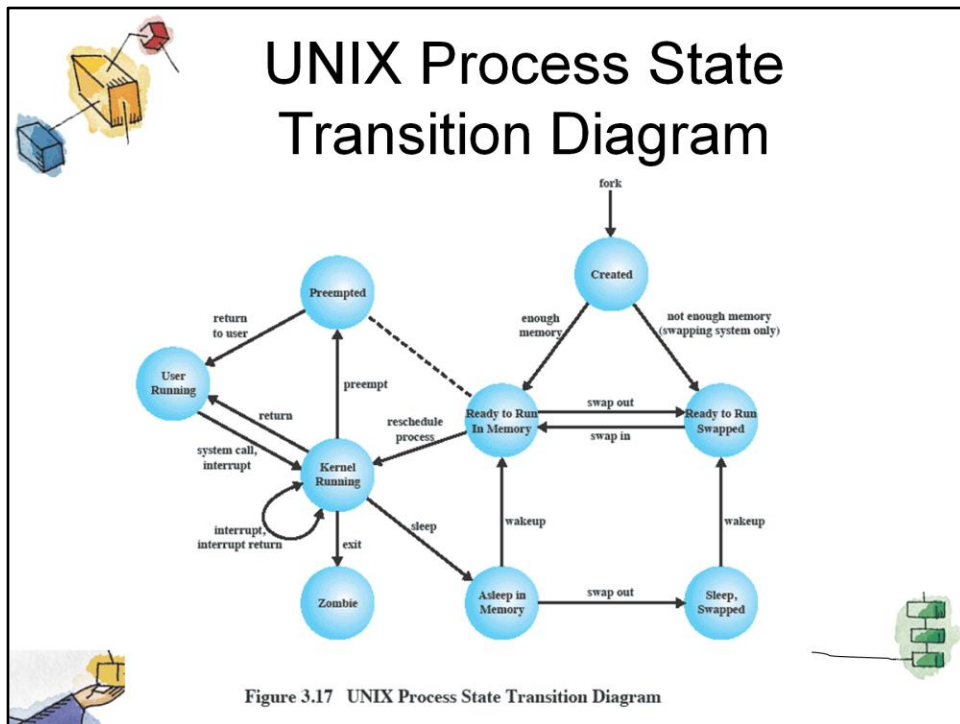 UNIX Process State
Transition Diagram
fork
Created
Preempted
return
to user
enough
memory
not enough memory
(swapping system only)
User
Running
preempt
return
reschedule
process
Ready to Run
In Memory
swap out
swap in
Ready to Run
Swapped
system call,
interrupt
Kernel
Running
interrupt,
interrupt return
sleep
wakeup
wakeup
exit
Zombie
Asleep in
Memory
swap out
Sleep,
Swapped
Figure 3.17 UNIX Process State Transition Diagram